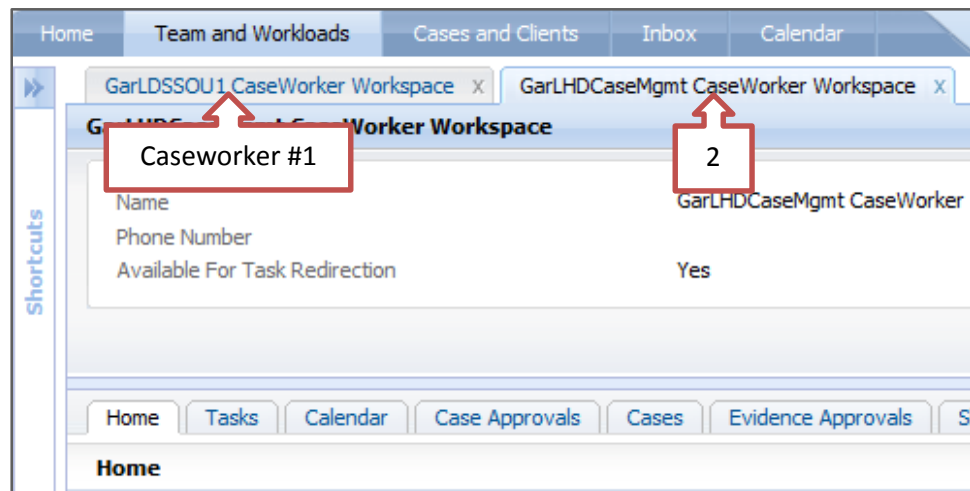 Home Team and Workloads Cases and Clients Inbox Calendar
GarLDSSOU1 CaseWorker Workspace x GarLHDCaseMgmt CaseWorker Workspace x
CaseWorker Workspace
Caseworker #1
2
Name GarLHDCaseMgmt CaseWorker
Phone Number
Available For Task Redirection Yes
Shortcuts
Home Tasks Calendar Case Approvals Cases Evidence Approvals S
Home